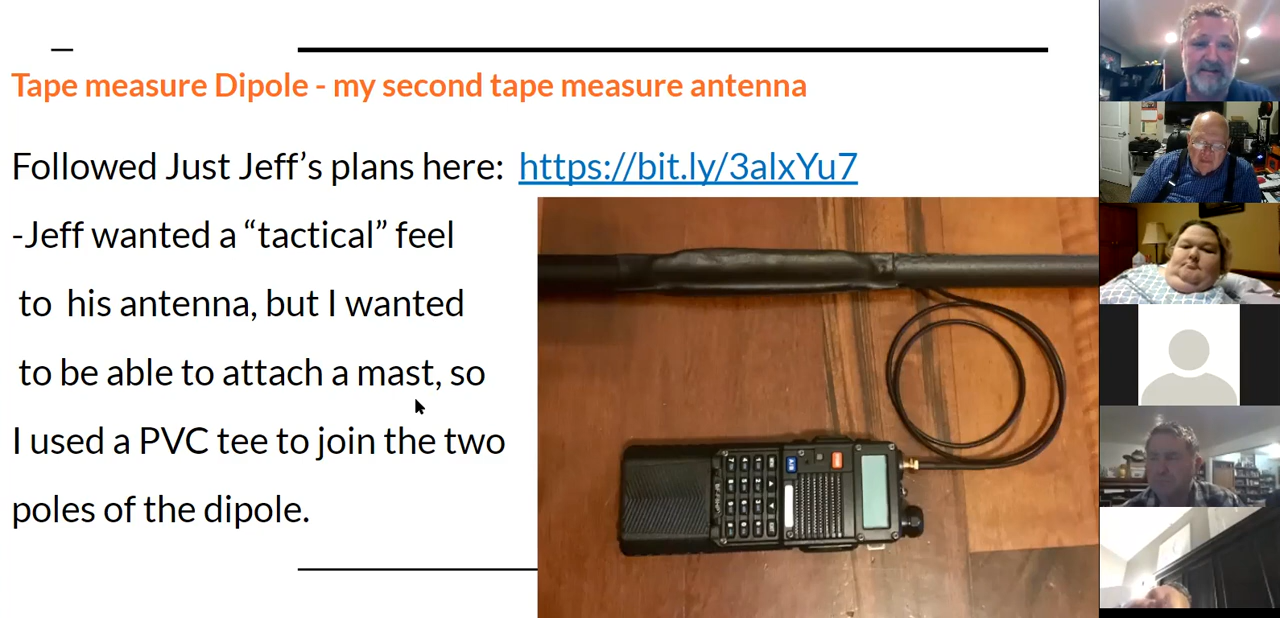 Tape measure Dipole - my second tape measure antenna
Followed Just Jeff’s plans here: https://bit.ly/3alxYu7
-Jeff wanted a “tactical” feel
to his antenna, but I wanted
to be able to attach a mast, so
I used a PVC tee to join the two
poles of the dipole.